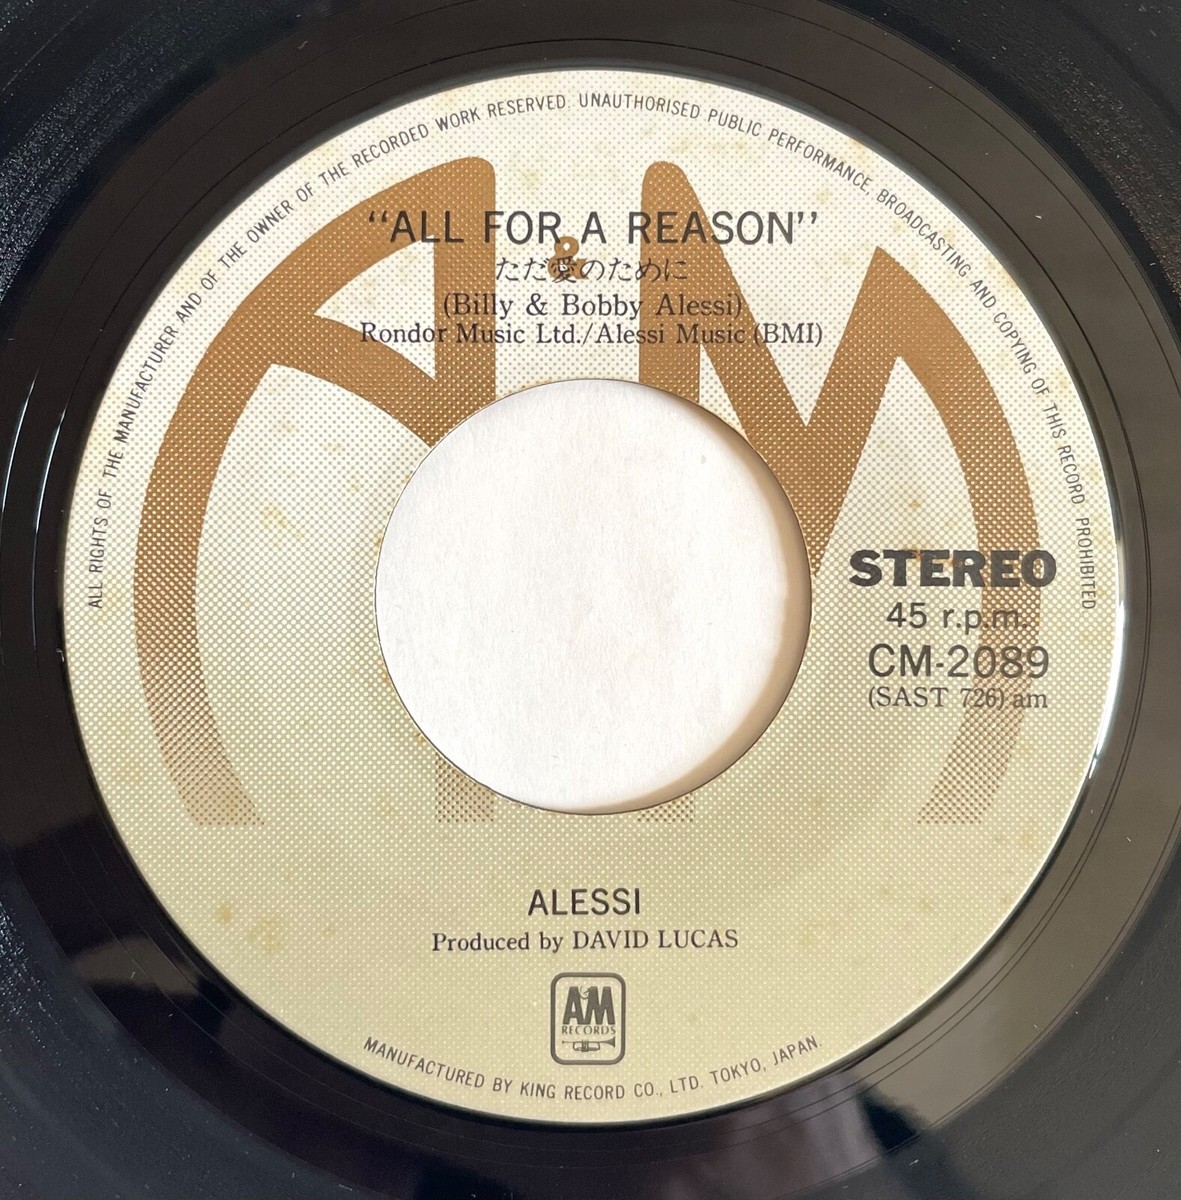 ALL RIGHTS OF THE MANUFACTURER AND OF THE OWNER OF THE RECORDED WORK RESERVED. UNAUTHORISED PUBLIC PERFORMANCE, BROADCASTING AND COPYING OF THIS RECORD PROHIBITED
“ALL FOR A REASON”
&
ただ愛のために
(Billy & Bobby Alessi)
Rondor Music Ltd./Alessi Music (BMI)
STEREO
45 r.p.m.
CM-2089
(SAST 726) am
ALESSI
Produced by DAVID LUCAS
A&M
RECORDS
MANUFACTURED BY KING RECORD CO., LTD. TOKYO, JAPAN